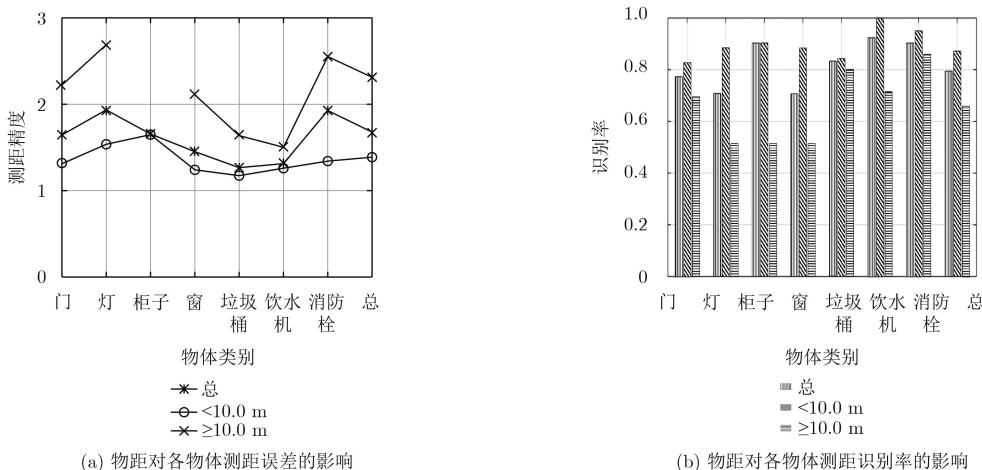 3
2
1
0
测距精度
门 灯 柜子 窗 垃圾桶 饮水机 消防栓 总
物体类别
总
<10.0 m
≥10.0 m
(a) 物距对各物体测距误差的影响
1.0
0.8
0.6
0.4
0.2
0
识别率
门 灯 柜子 窗 垃圾桶 饮水机 消防栓 总
物体类别
总
<10.0 m
≥10.0 m
(b) 物距对各物体测距识别率的影响